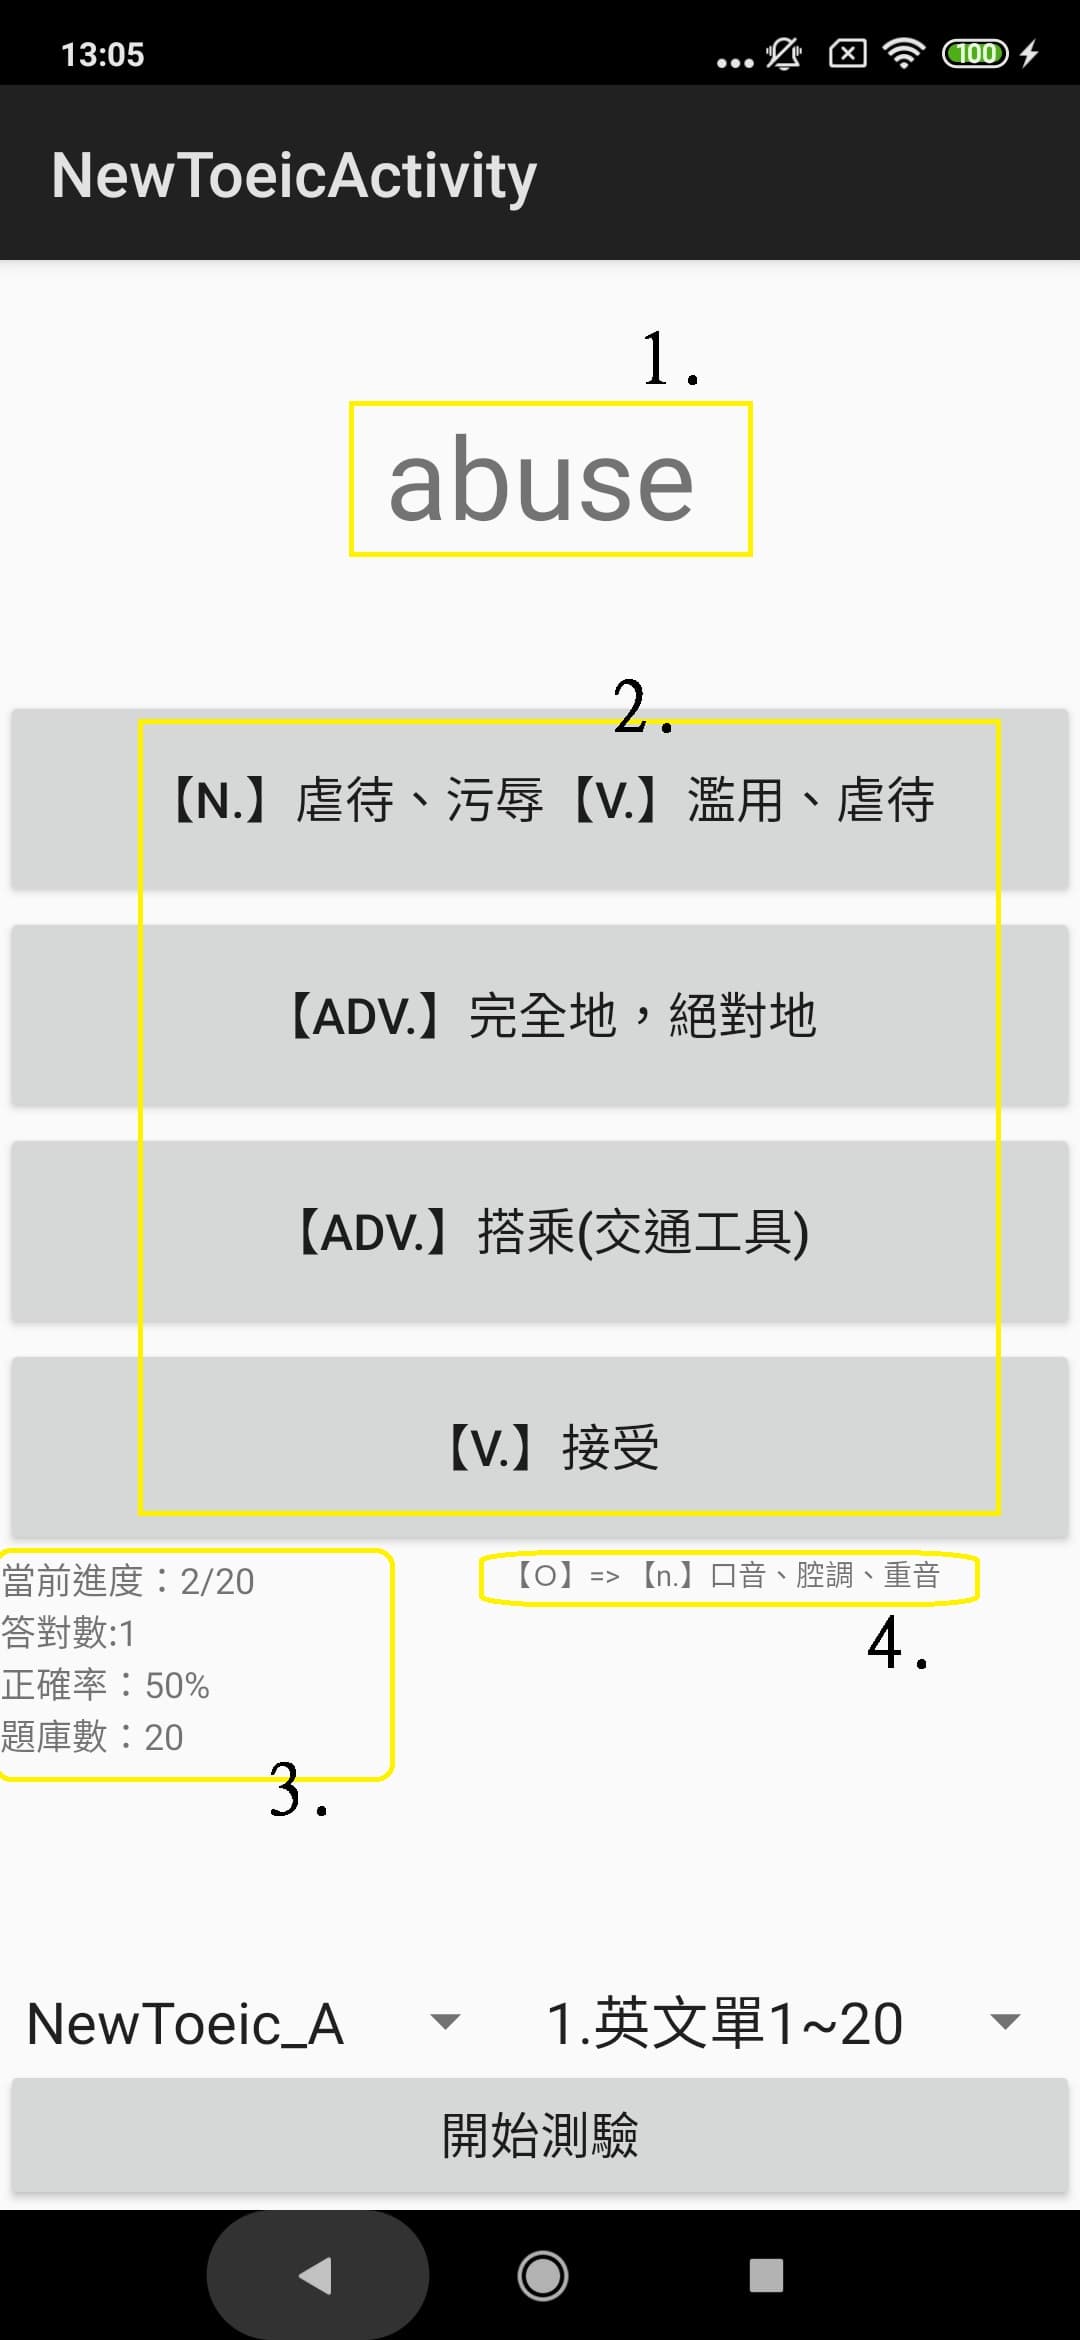 13:05
100
NewToeicActivity
1.
abuse
2.
【N.】虐待、污辱【V.】濫用、虐待
【ADV.】完全地，絕對地
【ADV.】搭乘(交通工具)
【V.】接受
當前進度：2/20
答對數:1
正確率：50%
題庫數：20
3.
【O】=> 【n.】口音、腔調、重音
4.
NewToeic_A
1.英文單1~20
開始測驗